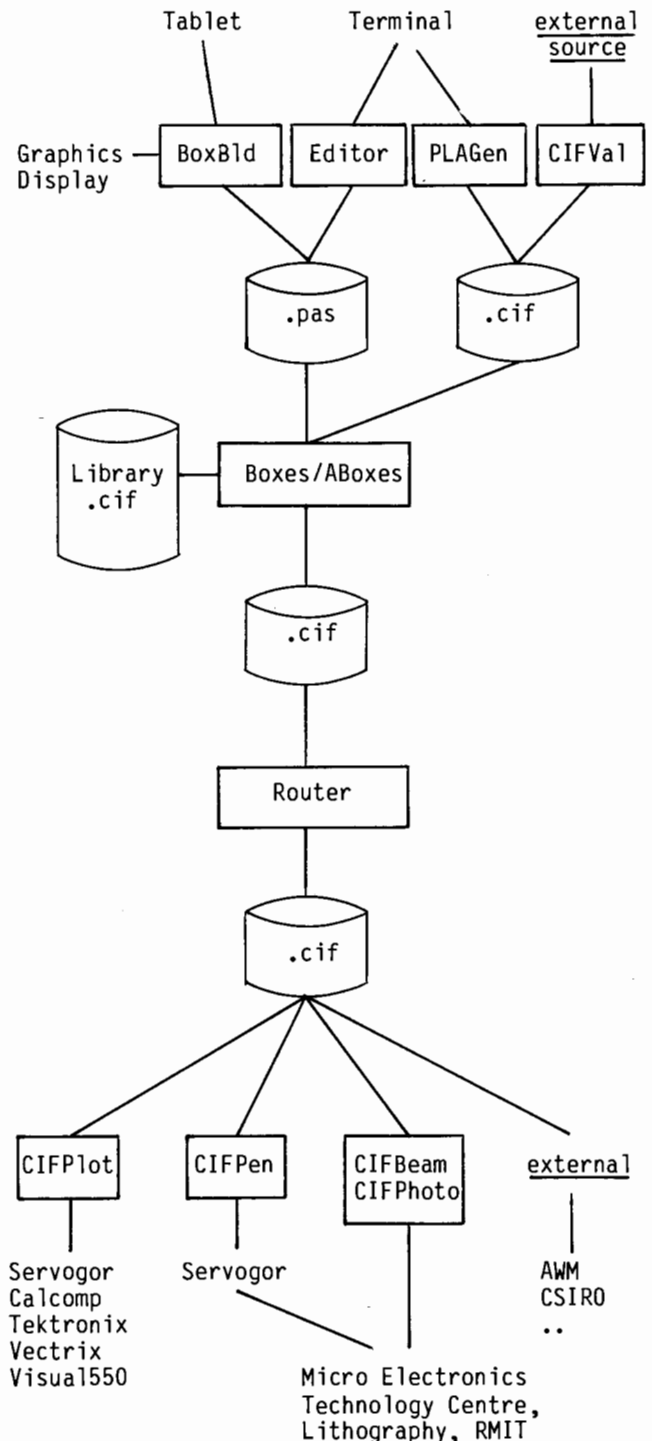 Tablet
Terminal
external
source
Graphics
Display
BoxBld
Editor
PLAGen
CIFVal
.pas
.cif
Library
.cif
Boxes/ABoxes
.cif
Router
.cif
CIFPlot
CIFPen
CIFBeam
CIFPhoto
external
Servogor
Calcomp
Tektronix
Vectrix
Visual550
Servogor
AWM
CSIRO
..
Micro Electronics
Technology Centre,
Lithography, RMIT